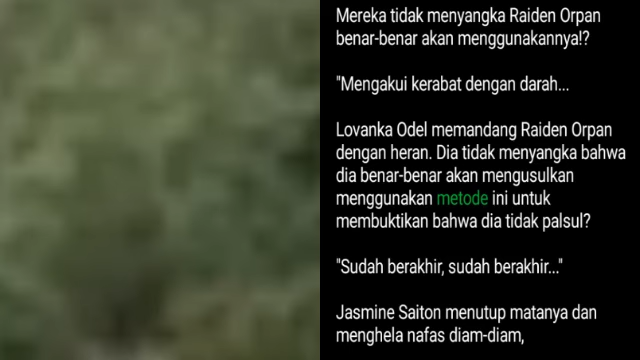 Mereka tidak menyangka Raiden Orpan
benar-benar akan menggunakannya!?
"Mengakui kerabat dengan darah...
Lovanka Odel memandang Raiden Orpan
dengan heran. Dia tidak menyangka bahwa
dia benar-benar akan mengusulkan
menggunakan metode ini untuk
membuktikan bahwa dia tidak palsul?
"Sudah berakhir, sudah berakhir..."
Jasmine Saiton menutup matanya dan
menghela nafas diam-diam,